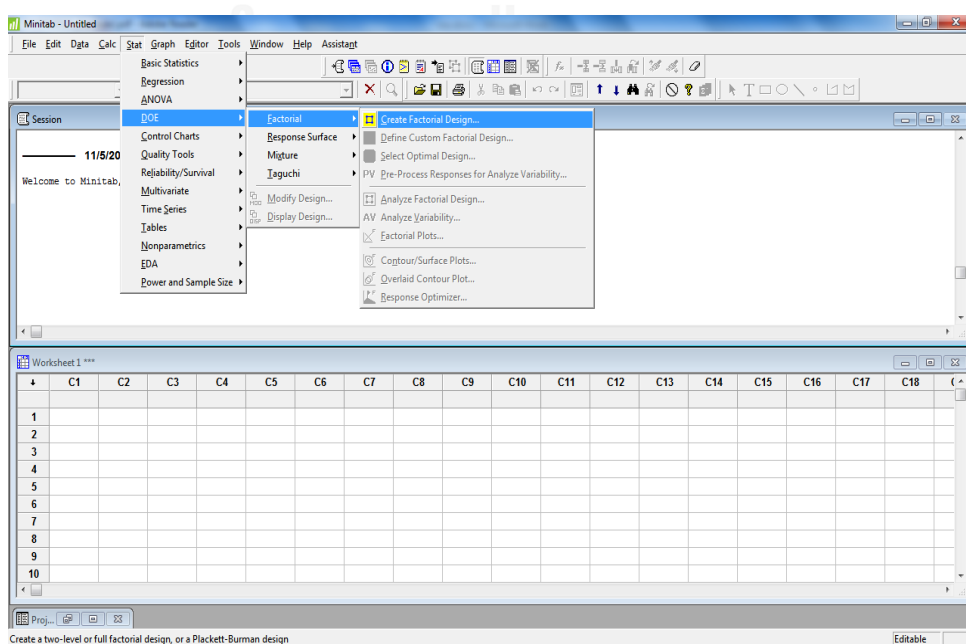 Minitab - Untitled
File Edit Data Calc Stat Graph Editor Tools Window Help Assistant
Basic Statistics
Regression
ANOVA
DOE
Control Charts
Quality Tools
Reliability/Survival
Multivariate
Time Series
Tables
Nonparametrics
EDA
Power and Sample Size
Factorial
Response Surface
Mixture
Taguchi
Modify Design...
Display Design...
Create Factorial Design...
Define Custom Factorial Design...
Select Optimal Design...
PV Pre-Process Responses for Analyze Variability...
Analyze Factorial Design...
AV Analyze Variability...
Factorial Plots...
Contour/Surface Plots...
Overlaid Contour Plot...
Response Optimizer...
Session
11/5/20
Welcome to Minitab,
Worksheet 1 ***
C1 C2 C3 C4 C5 C6 C7 C8 C9 C10 C11 C12 C13 C14 C15 C16 C17 C18
1
2
3
4
5
6
7
8
9
10
Proj...
Create a two-level or full factorial design, or a Plackett-Burman design
Editable